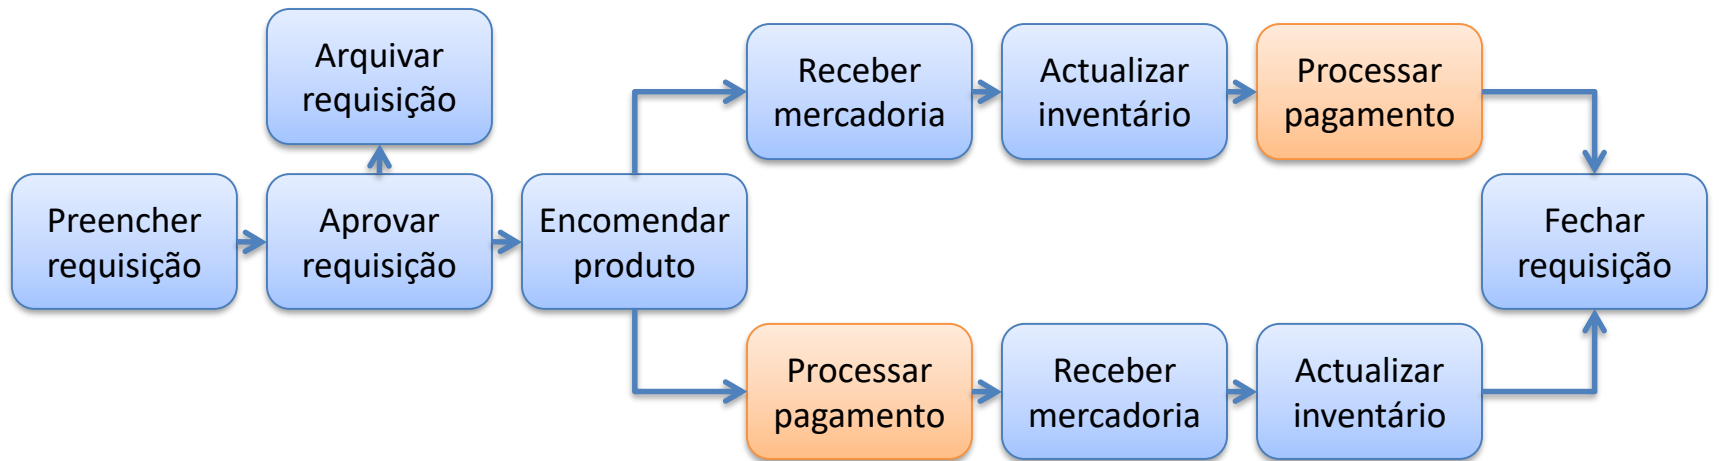 Arquivar
requisição
Receber
mercadoria
Actualizar
inventário
Processar
pagamento
Preencher
requisição
Aprovar
requisição
Encomendar
produto
Fechar
requisição
Processar
pagamento
Receber
mercadoria
Actualizar
inventário